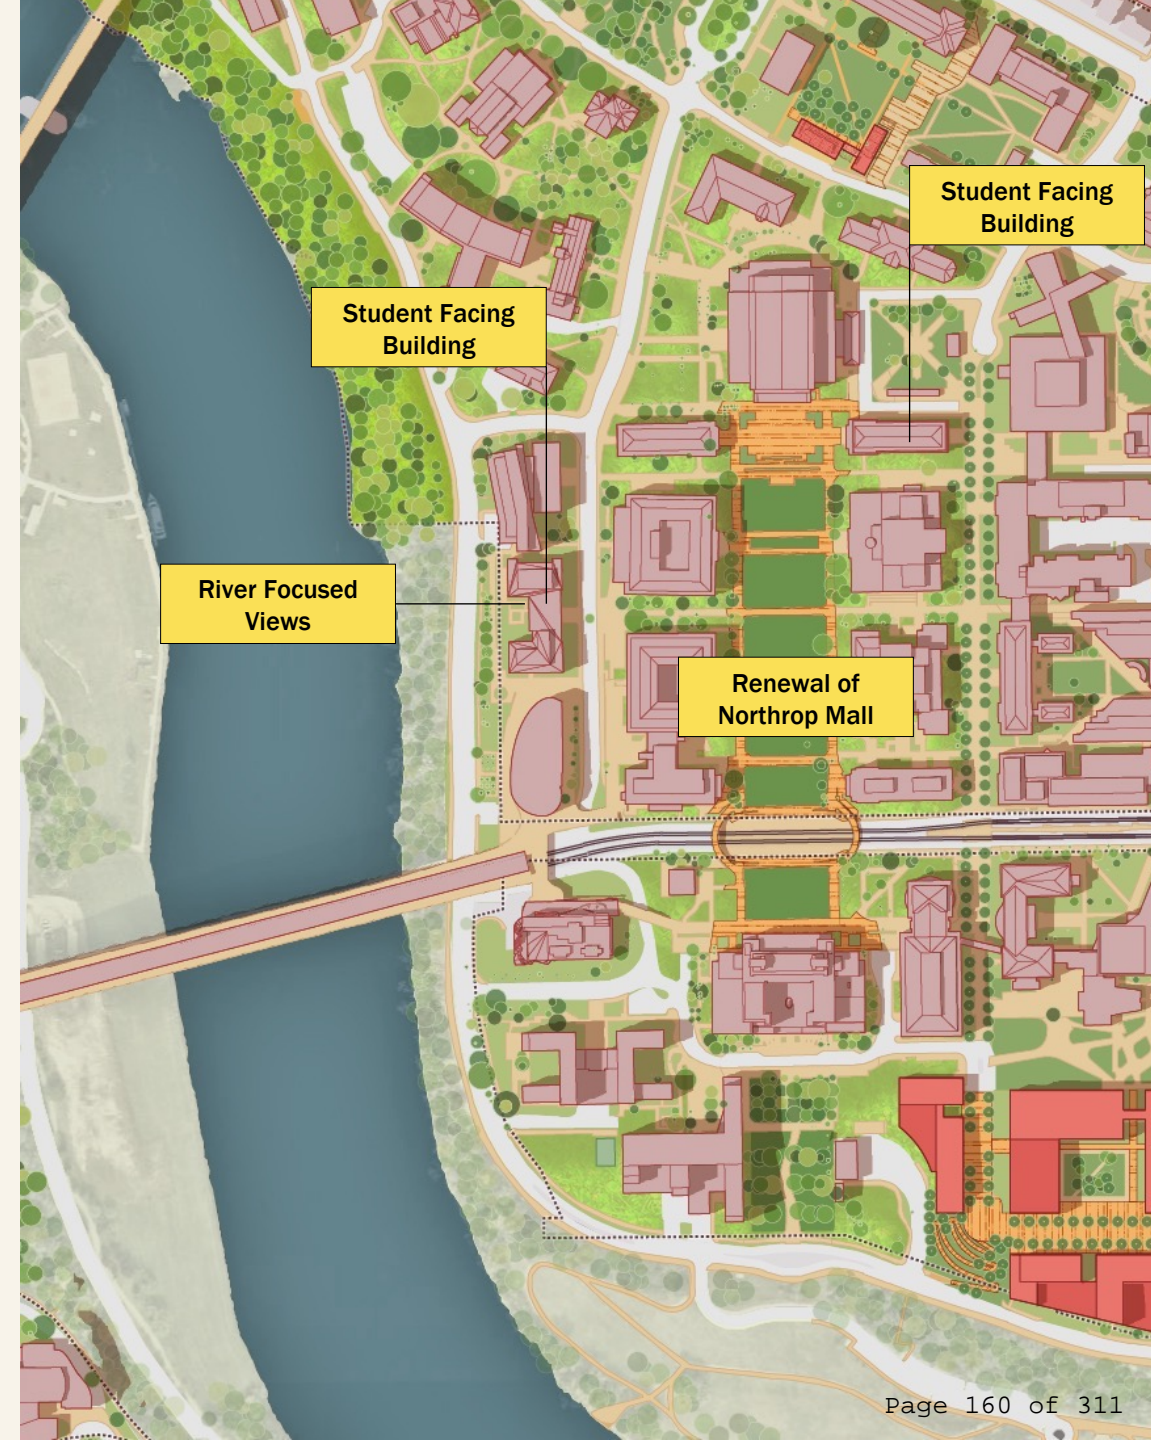 Student Facing
Building
Student Facing
Building
River Focused
Views
Renewal of
Northrop Mall
Page 160 of 311